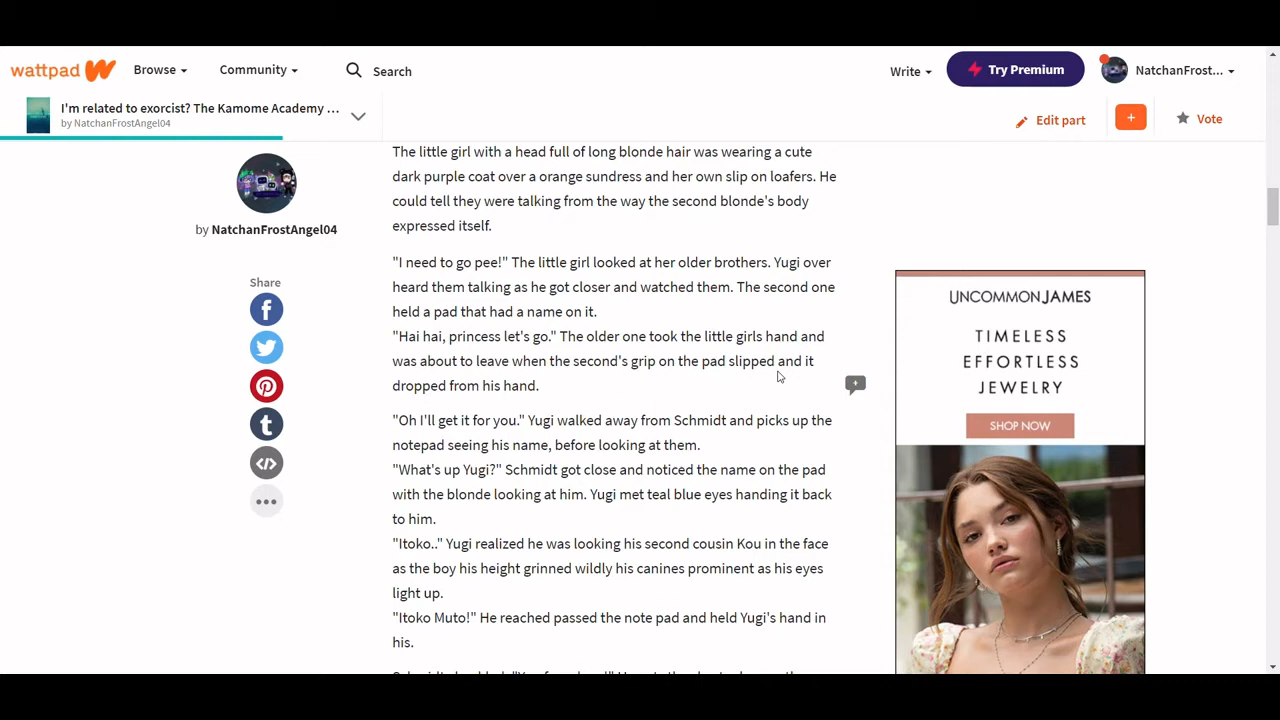 wattpad
Browse
Community
Search
Write
Try Premium
NatchanFrost...
I'm related to exorcist? The Kamome Academy ...
by NatchanFrostAngel04
Edit part
+
Vote
by NatchanFrostAngel04
Share
The little girl with a head full of long blonde hair was wearing a cute
dark purple coat over a orange sundress and her own slip on loafers. He
could tell they were talking from the way the second blonde's body
expressed itself.
"I need to go pee!" The little girl looked at her older brothers. Yugi over
heard them talking as he got closer and watched them. The second one
held a pad that had a name on it.
"Hai hai, princess let's go." The older one took the little girls hand and
was about to leave when the second's grip on the pad slipped and it
dropped from his hand.
"Oh I'll get it for you." Yugi walked away from Schmidt and picks up the
notepad seeing his name, before looking at them.
"What's up Yugi?" Schmidt got close and noticed the name on the pad
with the blonde looking at him. Yugi met teal blue eyes handing it back
to him.
"Itoko.." Yugi realized he was looking his second cousin Kou in the face
as the boy his height grinned wildly his canines prominent as his eyes
light up.
"Itoko Muto!" He reached passed the note pad and held Yugi's hand in
his.
UNCOMMON JAMES
TIMELESS
EFFORTLESS
JEWELRY
SHOP NOW